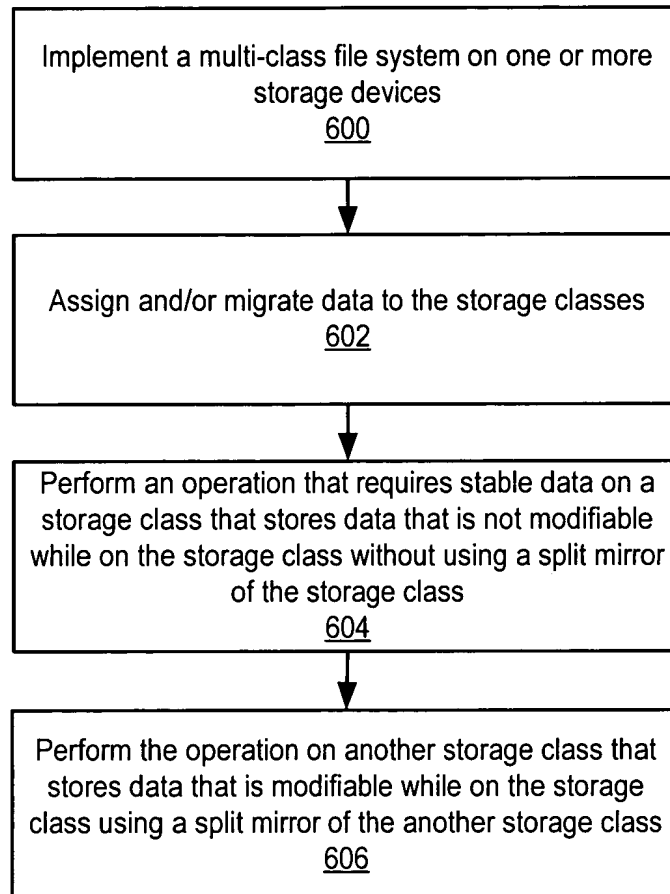 Implement a multi-class file system on one or more
storage devices
600
Assign and/or migrate data to the storage classes
602
Perform an operation that requires stable data on a
storage class that stores data that is not modifiable
while on the storage class without using a split mirror
of the storage class
604
Perform the operation on another storage class that
stores data that is modifiable while on the storage
class using a split mirror of the another storage class
606